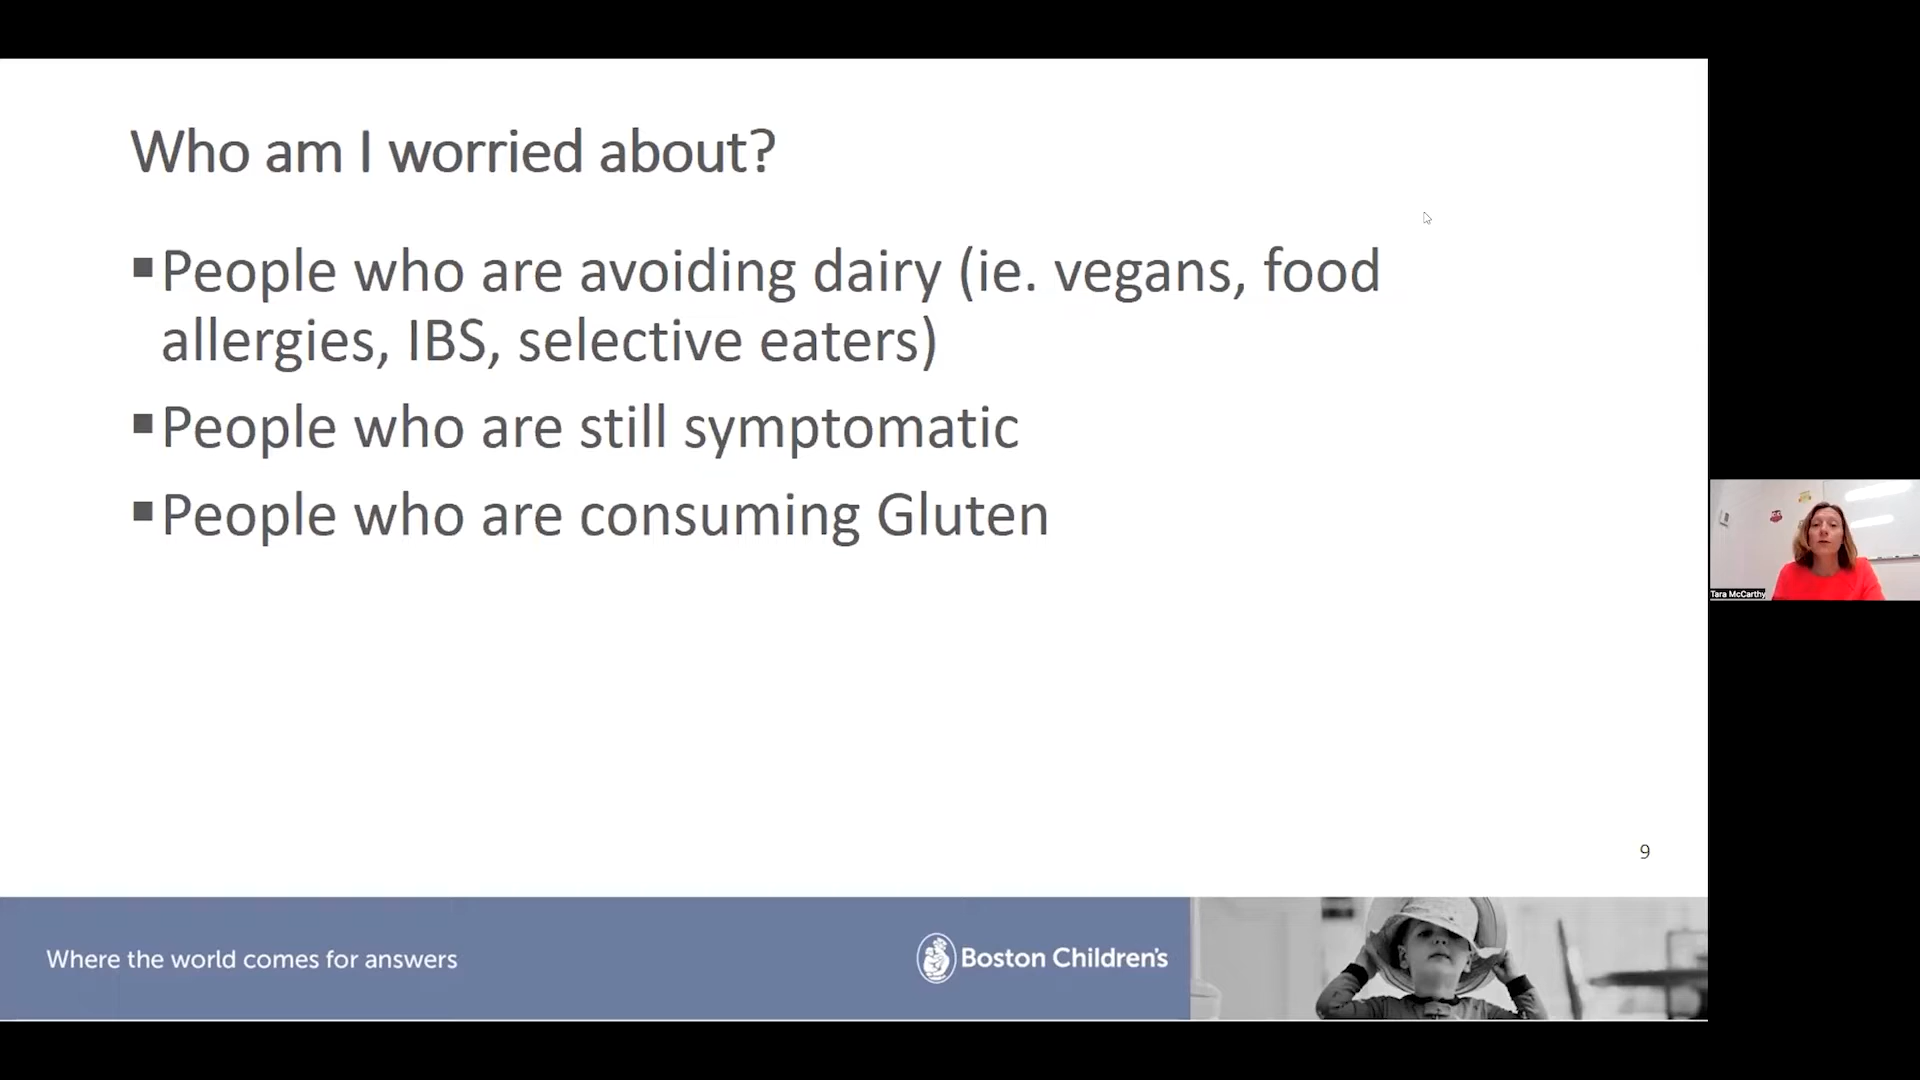 Who am I worried about?
▪People who are avoiding dairy (ie. vegans, food
allergies, IBS, selective eaters)
▪People who are still symptomatic
▪People who are consuming Gluten
Tara McCarthy
9
Where the world comes for answers
Boston Children's